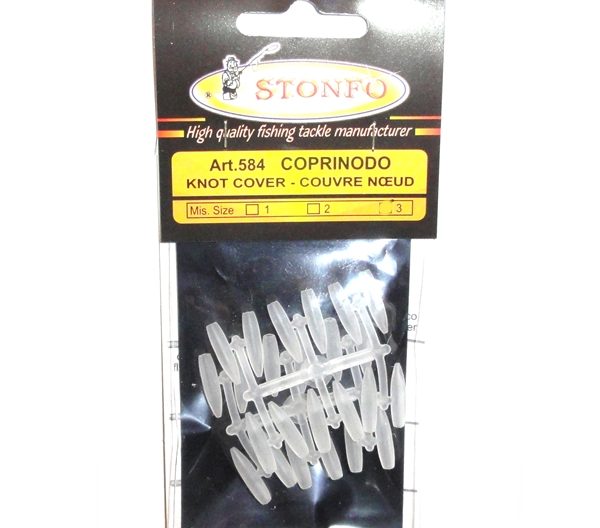 ® STONFO
High quality fishing tackle manufacturer
Art.584 COPRINODO
KNOT COVER - COUVRE NŒUD
Mis. Size 1 2 3